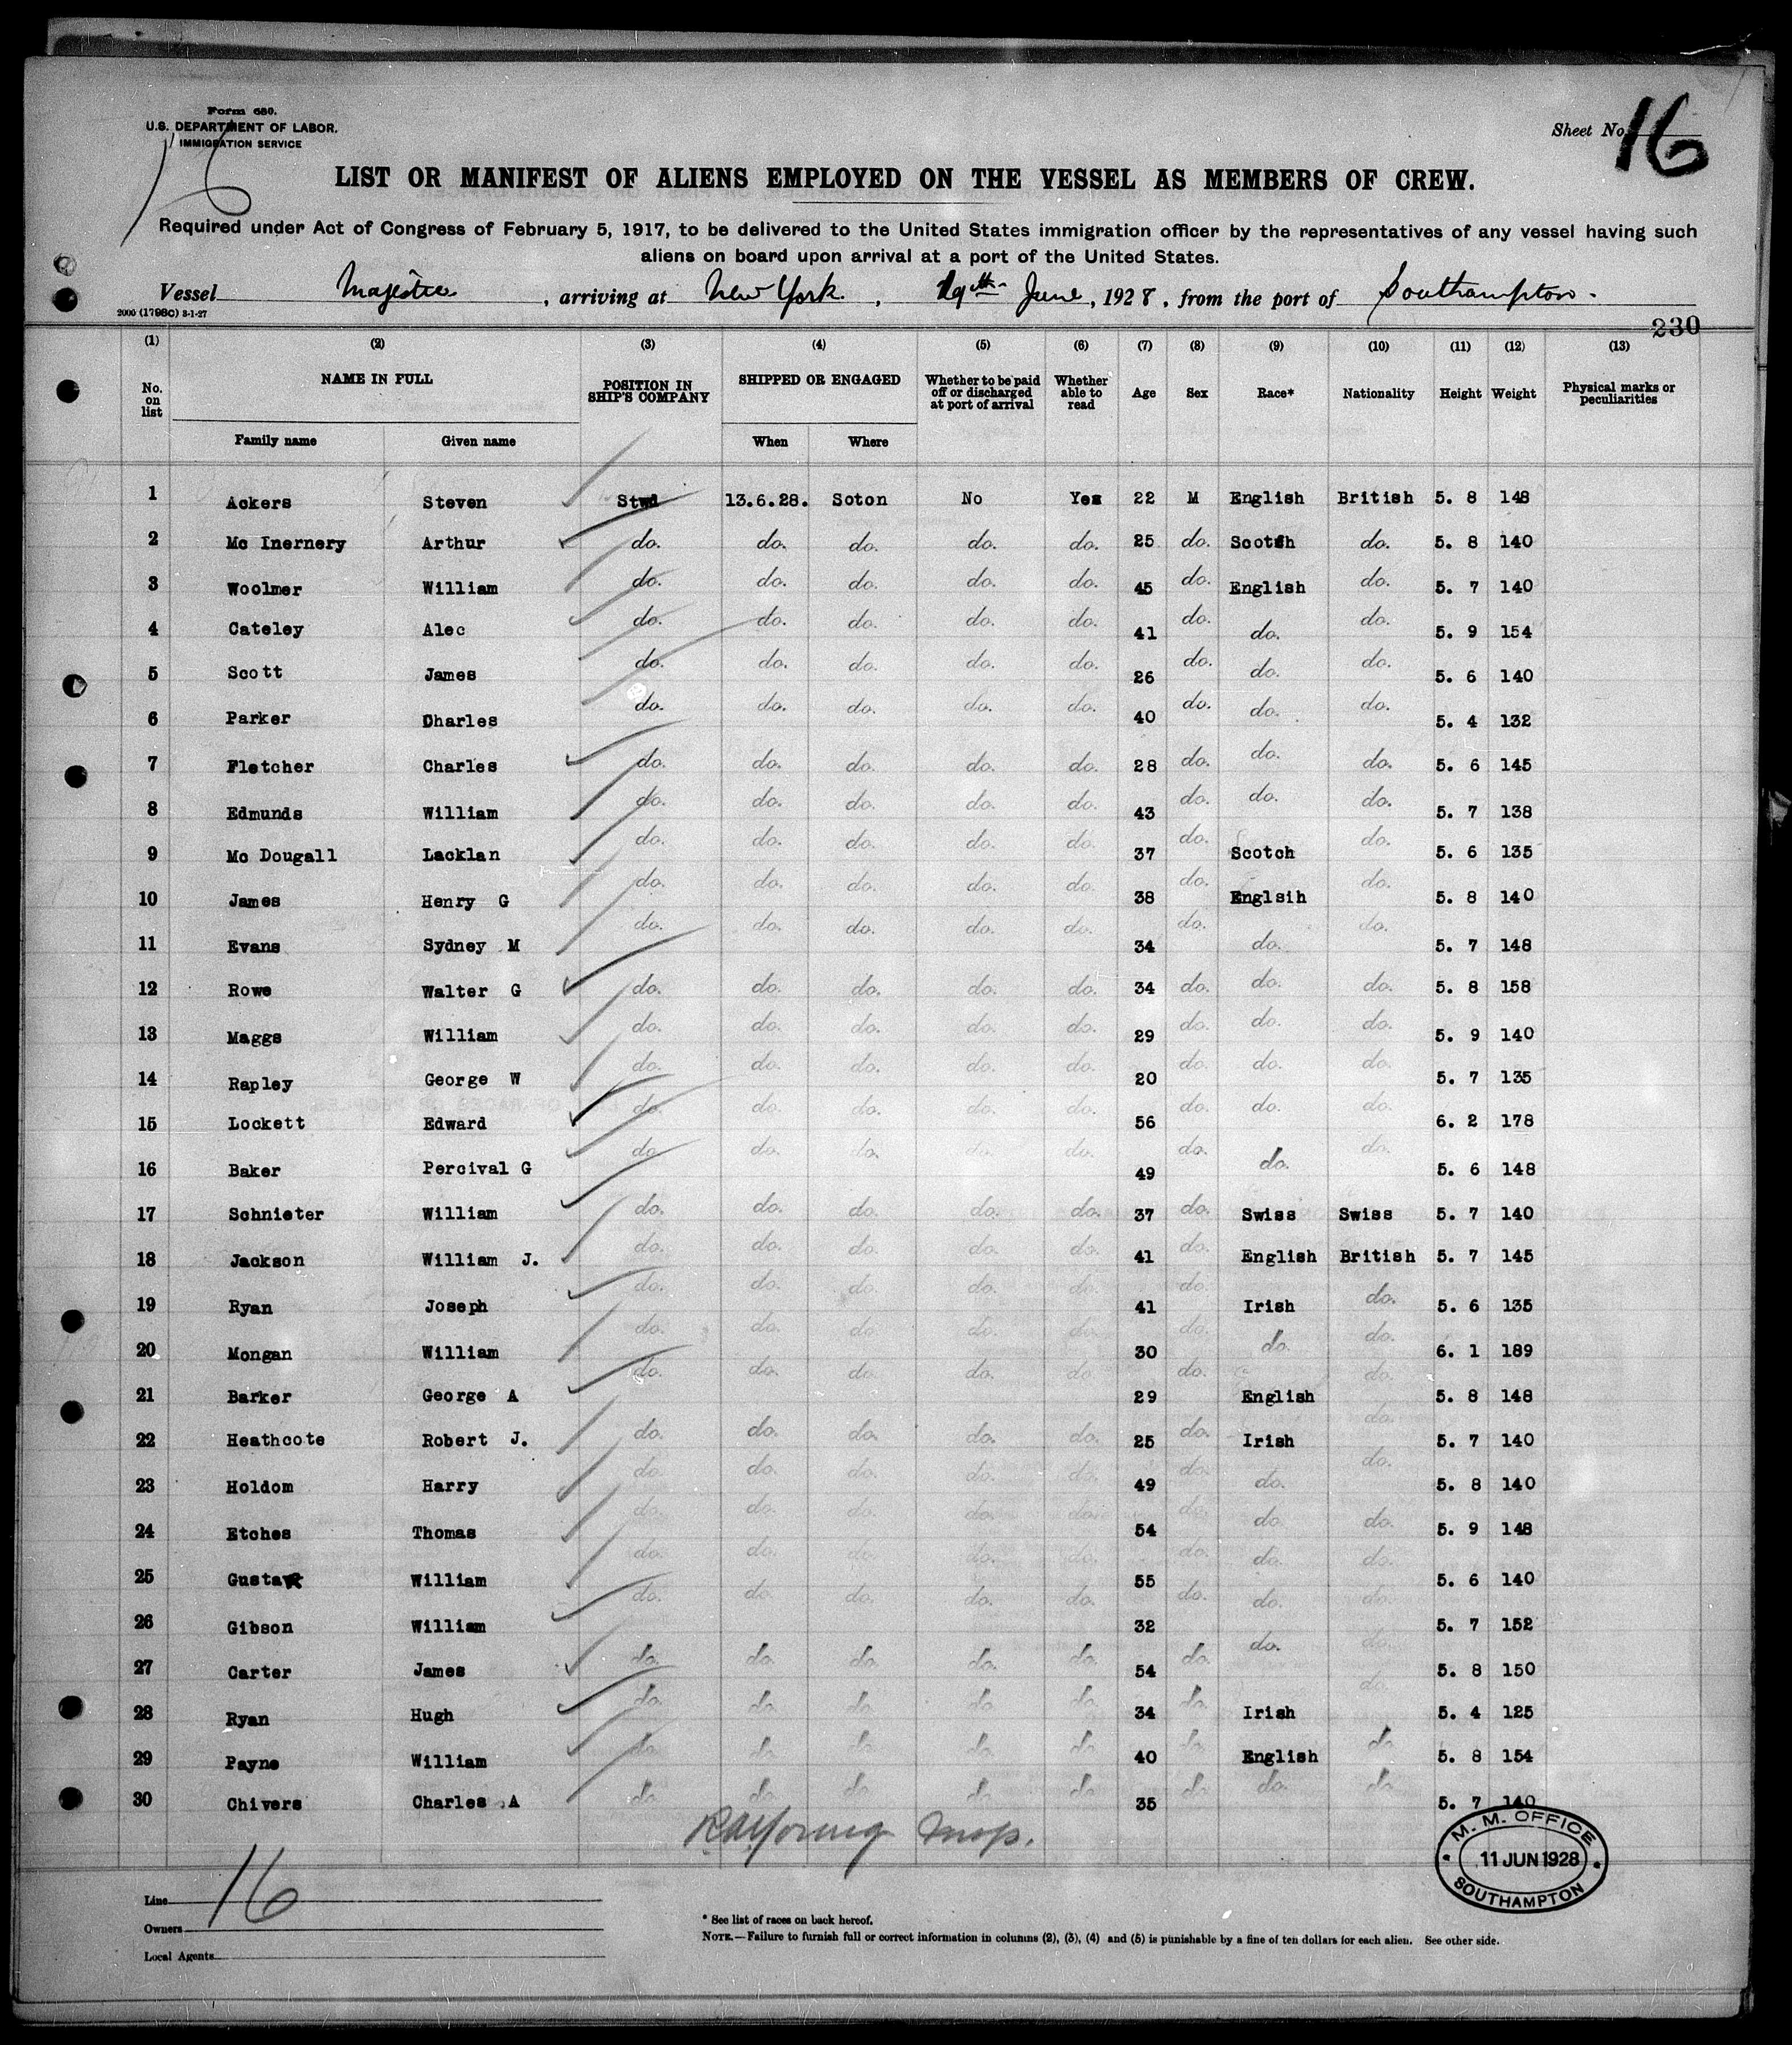 Form 680.
U.S. DEPARTMENT OF LABOR.
IMMIGRATION SERVICE
16
Sheet No. 16
LIST OR MANIFEST OF ALIENS EMPLOYED ON THE VESSEL AS MEMBERS OF CREW.
Required under Act of Congress of February 5, 1917, to be delivered to the United States immigration officer by the representatives of any vessel having such
aliens on board upon arrival at a port of the United States.
Vessel Majestic, arriving at New York, 19th June, 1928, from the port of Southampton.
2000 (1798C) 3-1-27
230
(1) (2) (3) (4) (5) (6) (7) (8) (9) (10) (11) (12) (13)
No. on list NAME IN FULL POSITION IN SHIP'S COMPANY SHIPPED OR ENGAGED Whether to be paid off or discharged at port of arrival Whether able to read Age Sex Race* Nationality Height Weight Physical marks or peculiarities
Family name Given name When Where
1 Ackers Steven Stwd 13.6.28. Soton No Yes 22 M English British 5. 8 148
2 Mc Inernery Arthur do. do. do. do. do. 25 do. Scotch do. 5. 8 140
3 Woolmer William do. do. do. do. do. 45 do. English do. 5. 7 140
4 Cateley Alec do. do. do. do. do. 41 do. do. do. 5. 9 154
5 Scott James do. do. do. do. do. 26 do. do. do. 5. 6 140
6 Parker Charles do. do. do. do. do. 40 do. do. do. 5. 4 132
7 Fletcher Charles do. do. do. do. do. 28 do. do. do. 5. 6 145
8 Edmunds William do. do. do. do. do. 43 do. do. do. 5. 7 138
9 Mc Dougall Lacklan do. do. do. do. do. 37 do. Scotch do. 5. 6 135
10 James Henry G do. do. do. do. do. 38 do. Englsih do. 5. 8 140
11 Evans Sydney M do. do. do. do. do. 34 do. do. do. 5. 7 148
12 Rowe Walter G do. do. do. do. do. 34 do. do. do. 5. 8 158
13 Maggs William do. do. do. do. do. 29 do. do. do. 5. 9 140
14 Rapley George W do. do. do. do. do. 20 do. do. do. 5. 7 135
15 Lockett Edward do. do. do. do. do. 56 do. do. do. 6. 2 178
16 Baker Percival G do. do. do. do. do. 49 do. do. do. 5. 6 148
17 Schnieter William do. do. do. do. do. 37 do. Swiss Swiss 5. 7 140
18 Jackson William J. do. do. do. do. do. 41 do. English British 5. 7 145
19 Ryan Joseph do. do. do. do. do. 41 do. Irish do. 5. 6 135
20 Mongan William do. do. do. do. do. 30 do. do. do. 6. 1 189
21 Barker George A do. do. do. do. do. 29 do. English do. 5. 8 148
22 Heathcote Robert J. do. do. do. do. do. 25 do. Irish do. 5. 7 140
23 Holdom Harry do. do. do. do. do. 49 do. do. do. 5. 8 140
24 Etches Thomas do. do. do. do. do. 54 do. do. do. 5. 9 148
25 Gustar William do. do. do. do. do. 55 do. do. do. 5. 6 140
26 Gibson William do. do. do. do. do. 32 do. do. do. 5. 7 152
27 Carter James do. do. do. do. do. 54 do. do. do. 5. 8 150
28 Ryan Hugh do. do. do. do. do. 34 do. Irish do. 5. 4 125
29 Payne William do. do. do. do. do. 40 do. English do 5. 8 154
30 Chivers Charles A do do do do do 35 do do. do 5. 7 140
M. M. OFFICE
11 JUN 1928
SOUTHAMPTON
Line 16
Owners
Local Agents
* See list of races on back hereof.
NOTE.—Failure to furnish full or correct information in columns (2), (3), (4) and (5) is punishable by a fine of ten dollars for each alien. See other side.